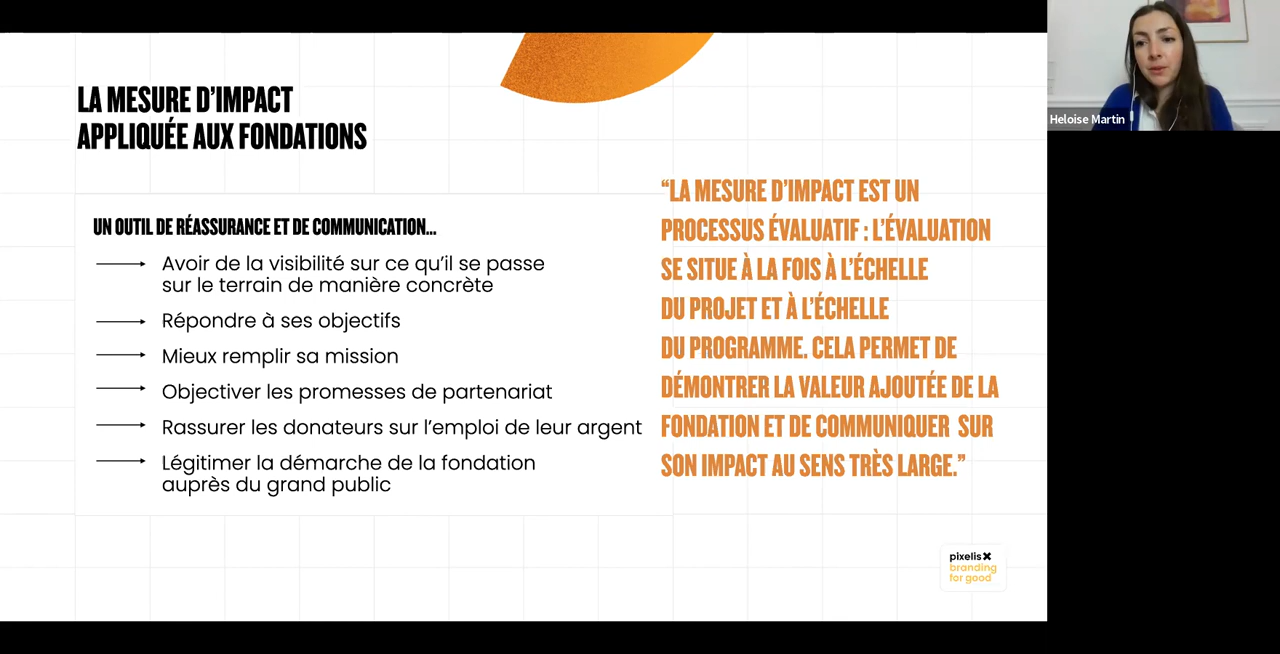 LA MESURE D'IMPACT
APPLIQUÉE AUX FONDATIONS
UN OUTIL DE RÉASSURANCE ET DE COMMUNICATION...
Avoir de la visibilité sur ce qu'il se passe
sur le terrain de manière concrète
Répondre à ses objectifs
Mieux remplir sa mission
Objectiver les promesses de partenariat
Rassurer les donateurs sur l'emploi de leur argent
Légitimer la démarche de la fondation
auprès du grand public
“LA MESURE D'IMPACT EST UN
PROCESSUS ÉVALUATIF : L'ÉVALUATION
SE SITUE À LA FOIS À L'ÉCHELLE
DU PROJET ET À L'ÉCHELLE
DU PROGRAMME. CELA PERMET DE
DÉMONTRER LA VALEUR AJOUTÉE DE LA
FONDATION ET DE COMMUNIQUER SUR
SON IMPACT AU SENS TRÈS LARGE.”
pixelis
branding
for good
Heloise Martin